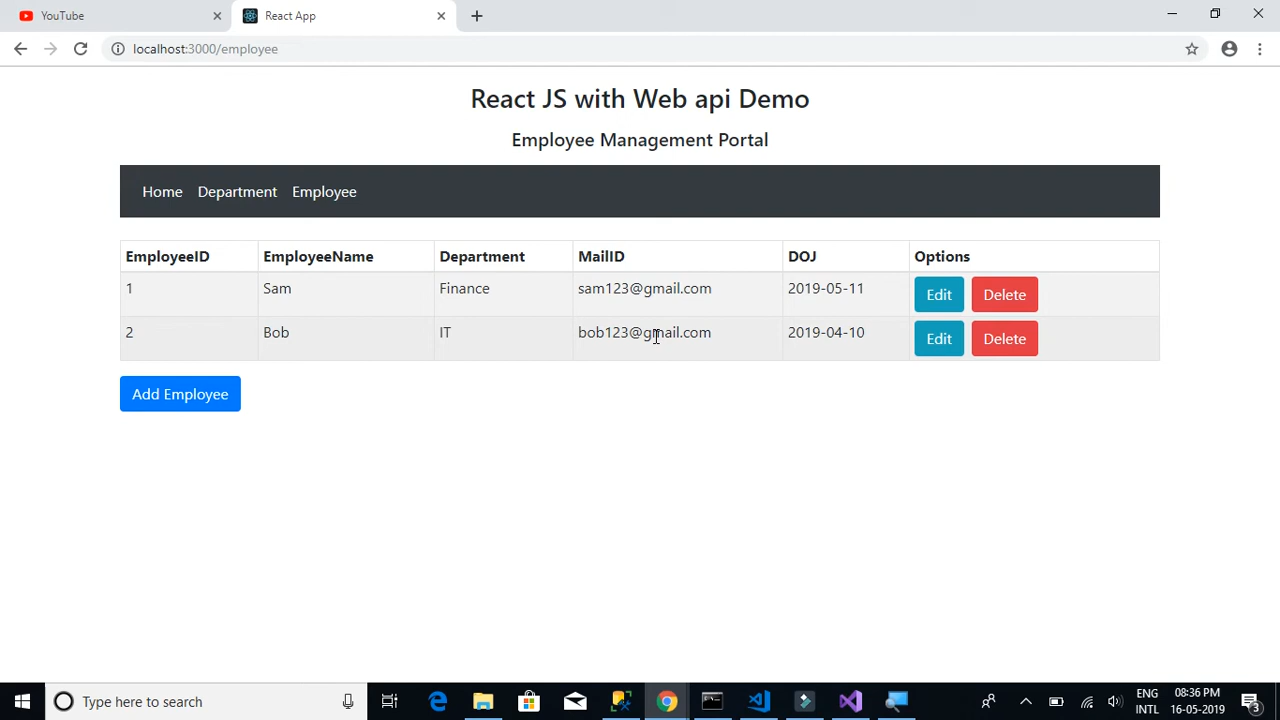 YouTube
React App
localhost:3000/employee
React JS with Web api Demo
Employee Management Portal
Home Department Employee
EmployeeID EmployeeName Department MailID DOJ Options
1 Sam Finance sam123@gmail.com 2019-05-11 Edit Delete
2 Bob IT bob123@gmail.com 2019-04-10 Edit Delete
Add Employee
Type here to search
ENG
INTL
08:36 PM
16-05-2019
3